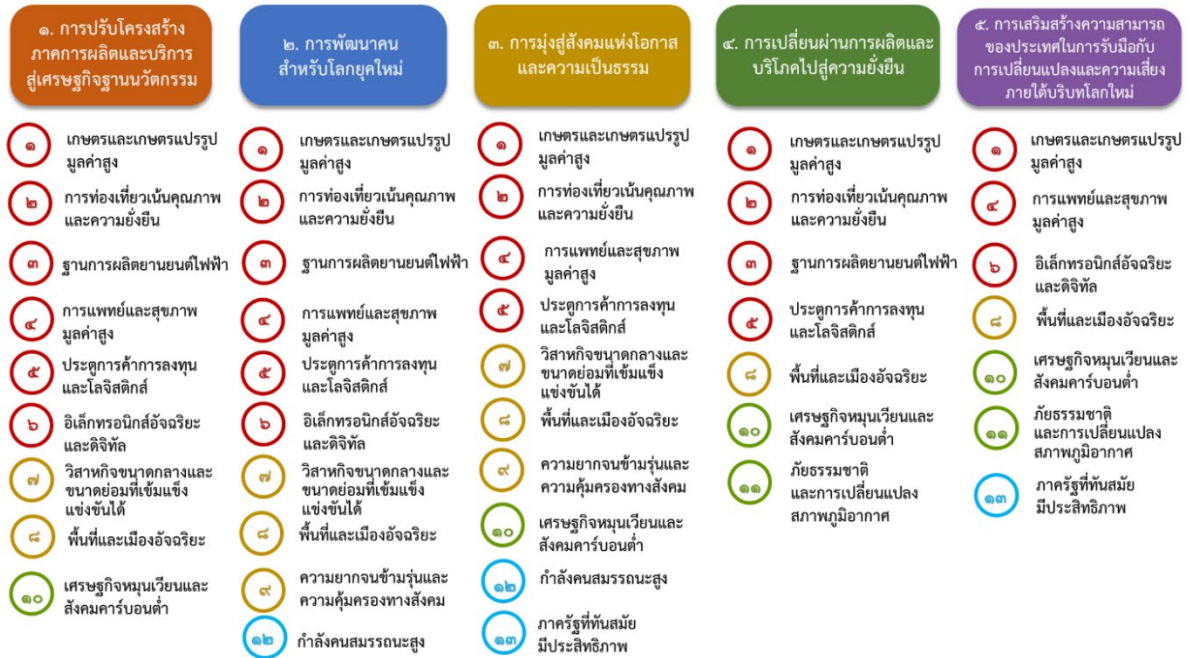 ๑. การปรับโครงสร้าง
ภาคการผลิตและบริการ
สู่เศรษฐกิจฐานนวัตกรรม
๑
เกษตรและเกษตรแปรรูป
มูลค่าสูง
๒
การท่องเที่ยวเน้นคุณภาพ
และความยั่งยืน
๓
ฐานการผลิตยานยนต์ไฟฟ้า
๔
การแพทย์และสุขภาพ
มูลค่าสูง
๕
ประตูการค้าการลงทุน
และโลจิสติกส์
๖
อิเล็กทรอนิกส์อัจฉริยะ
และดิจิทัล
๗
วิสาหกิจขนาดกลางและ
ขนาดย่อมที่เข้มแข็ง
แข่งขันได้
๘
พื้นที่และเมืองอัจฉริยะ
๑๐
เศรษฐกิจหมุนเวียนและ
สังคมคาร์บอนต่ำ
๒. การพัฒนาคน
สำหรับโลกยุคใหม่
๑
เกษตรและเกษตรแปรรูป
มูลค่าสูง
๒
การท่องเที่ยวเน้นคุณภาพ
และความยั่งยืน
๓
ฐานการผลิตยานยนต์ไฟฟ้า
๔
การแพทย์และสุขภาพ
มูลค่าสูง
๕
ประตูการค้าการลงทุน
และโลจิสติกส์
๖
อิเล็กทรอนิกส์อัจฉริยะ
และดิจิทัล
๗
วิสาหกิจขนาดกลางและ
ขนาดย่อมที่เข้มแข็ง
แข่งขันได้
๘
พื้นที่และเมืองอัจฉริยะ
๙
ความยากจนข้ามรุ่นและ
ความคุ้มครองทางสังคม
๑๒
กำลังคนสมรรถนะสูง
๓. การมุ่งสู่สังคมแห่งโอกาส
และความเป็นธรรม
๑
เกษตรและเกษตรแปรรูป
มูลค่าสูง
๒
การท่องเที่ยวเน้นคุณภาพ
และความยั่งยืน
๔
การแพทย์และสุขภาพ
มูลค่าสูง
๕
ประตูการค้าการลงทุน
และโลจิสติกส์
๗
วิสาหกิจขนาดกลางและ
ขนาดย่อมที่เข้มแข็ง
แข่งขันได้
๘
พื้นที่และเมืองอัจฉริยะ
๙
ความยากจนข้ามรุ่นและ
ความคุ้มครองทางสังคม
๑๐
เศรษฐกิจหมุนเวียนและ
สังคมคาร์บอนต่ำ
๑๒
กำลังคนสมรรถนะสูง
๑๓
ภาครัฐที่ทันสมัย
มีประสิทธิภาพ
๔. การเปลี่ยนผ่านการผลิตและ
บริโภคไปสู่ความยั่งยืน
๑
เกษตรและเกษตรแปรรูป
มูลค่าสูง
๒
การท่องเที่ยวเน้นคุณภาพ
และความยั่งยืน
๓
ฐานการผลิตยานยนต์ไฟฟ้า
๕
ประตูการค้าการลงทุน
และโลจิสติกส์
๘
พื้นที่และเมืองอัจฉริยะ
๑๐
เศรษฐกิจหมุนเวียนและ
สังคมคาร์บอนต่ำ
๑๑
ภัยธรรมชาติ
และการเปลี่ยนแปลง
สภาพภูมิอากาศ
๕. การเสริมสร้างความสามารถ
ของประเทศในการรับมือกับ
การเปลี่ยนแปลงและความเสี่ยง
ภายใต้บริบทโลกใหม่
๑
เกษตรและเกษตรแปรรูป
มูลค่าสูง
๔
การแพทย์และสุขภาพ
มูลค่าสูง
๖
อิเล็กทรอนิกส์อัจฉริยะ
และดิจิทัล
๘
พื้นที่และเมืองอัจฉริยะ
๑๐
เศรษฐกิจหมุนเวียนและ
สังคมคาร์บอนต่ำ
๑๑
ภัยธรรมชาติ
และการเปลี่ยนแปลง
สภาพภูมิอากาศ
๑๓
ภาครัฐที่ทันสมัย
มีประสิทธิภาพ